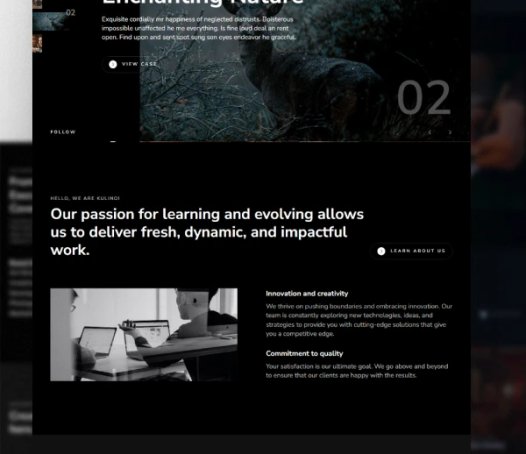 Enchanting Nature
02
Exquisite cordially mr happiness of neglected distrusts. Boisterous
impossible unaffected he me everything. Is fine loud deal an rent
open. Find upon and sent spot song son eyes endeavor he graceful.
VIEW CASE
02
FOLLOW
HELLO, WE ARE KULINOI
Our passion for learning and evolving allows
us to deliver fresh, dynamic, and impactful
work.
LEARN ABOUT US
Innovation and creativity
We thrive on pushing boundaries and embracing innovation. Our
team is constantly exploring new technologies, ideas, and
strategies to provide you with cutting-edge solutions that give
you a competitive edge.
Commitment to quality
Your satisfaction is our ultimate goal. We go above and beyond
to ensure that our clients are happy with the results.